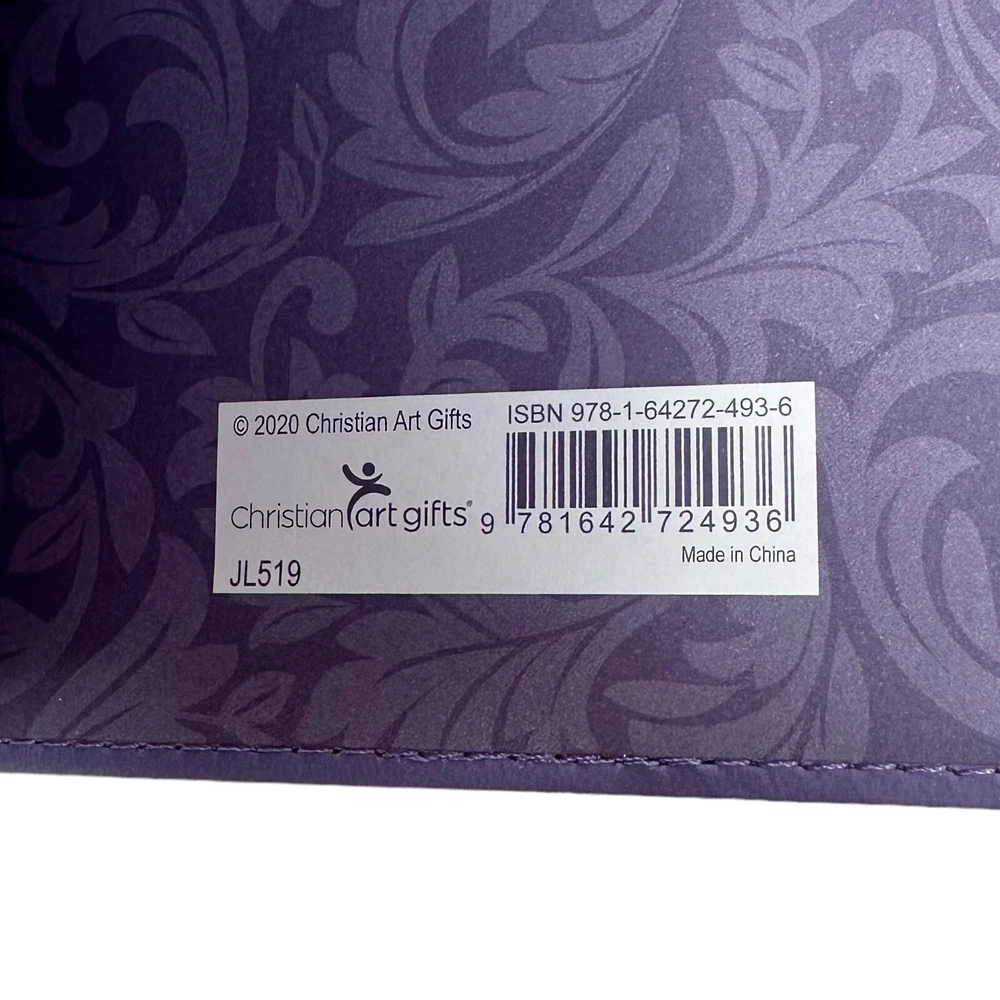 © 2020 Christian Art Gifts
ISBN 978-1-64272-493-6
Christian art gifts®
9 781642 724936
Made in China
JL519